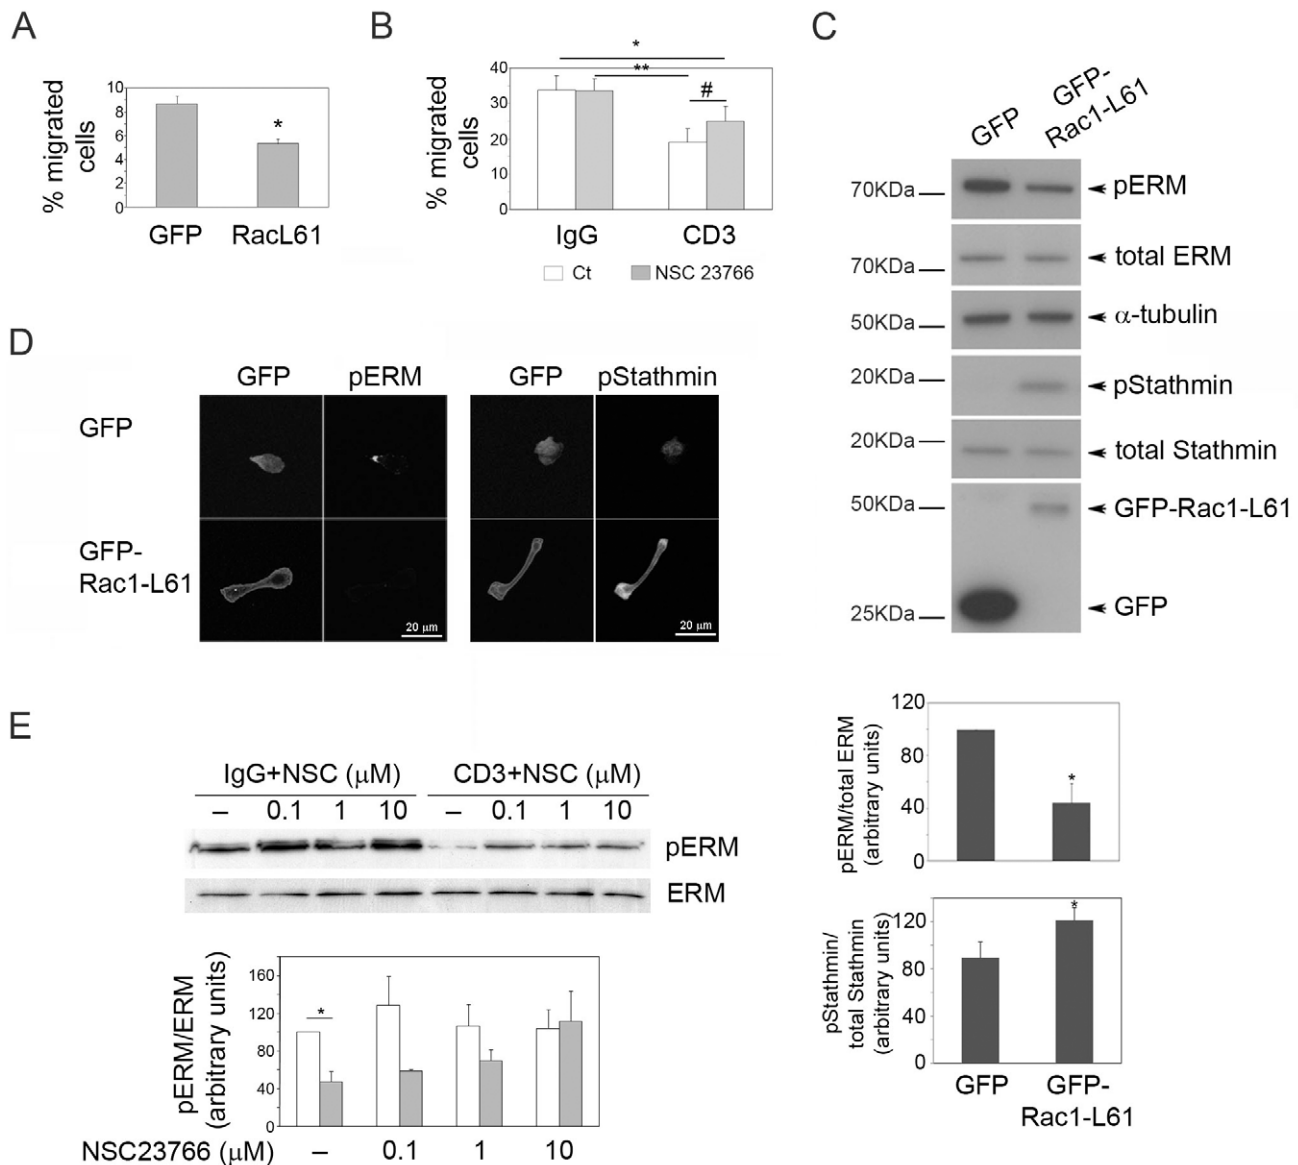 A
% migrated
cells
10
8
6
4
2
0
*
GFP RacL61
B
% migrated
cells
40
30
20
10
0
*
**
#
IgG CD3
Ct NSC 23766
C
GFP
GFP-
Rac1-L61
70KDa pERM
70KDa total ERM
50KDa α-tubulin
20KDa pStathmin
20KDa total Stathmin
50KDa GFP-Rac1-L61
25KDa GFP
pERM/total ERM
(arbitrary units)
120
80
40
0
*
pStathmin/
total Stathmin
(arbitrary units)
120
80
40
0
*
GFP GFP-
Rac1-L61
D
GFP pERM GFP pStathmin
GFP
GFP-
Rac1-L61
20 μm 20 μm
E
IgG+NSC (μM) CD3+NSC (μM)
– 0.1 1 10 – 0.1 1 10
pERM
ERM
pERM/ERM
(arbitrary units)
160
120
80
40
0
*
NSC23766 (μM) – 0.1 1 10